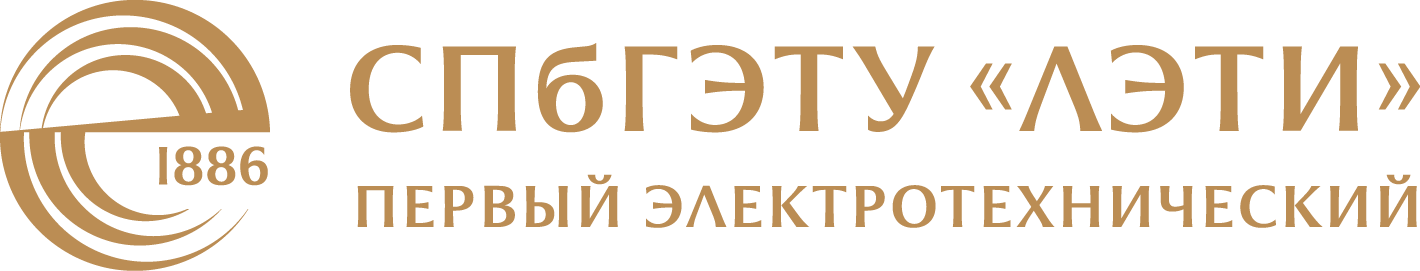 СПбГЭТУ «ЛЭТИ»
1886
ПЕРВЫЙ ЭЛЕКТРОТЕХНИЧЕСКИЙ